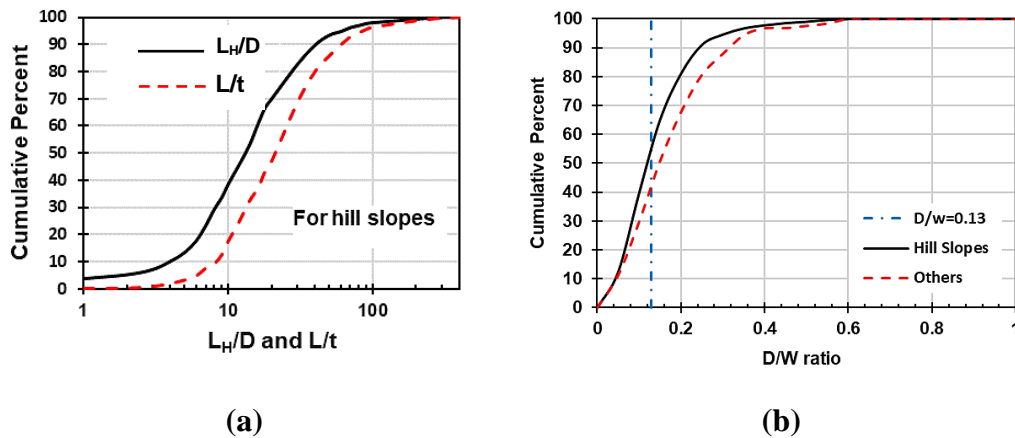 100
90
80
70
60
50
40
30
20
10
0
Cumulative Percent
L_H/D
L/t
For hill slopes
1 10 100
L_H/D and L/t
(a)
100
90
80
70
60
50
40
30
20
10
0
Cumulative Percent
D/w=0.13
Hill Slopes
Others
0 0.2 0.4 0.6 0.8 1
D/W ratio
(b)